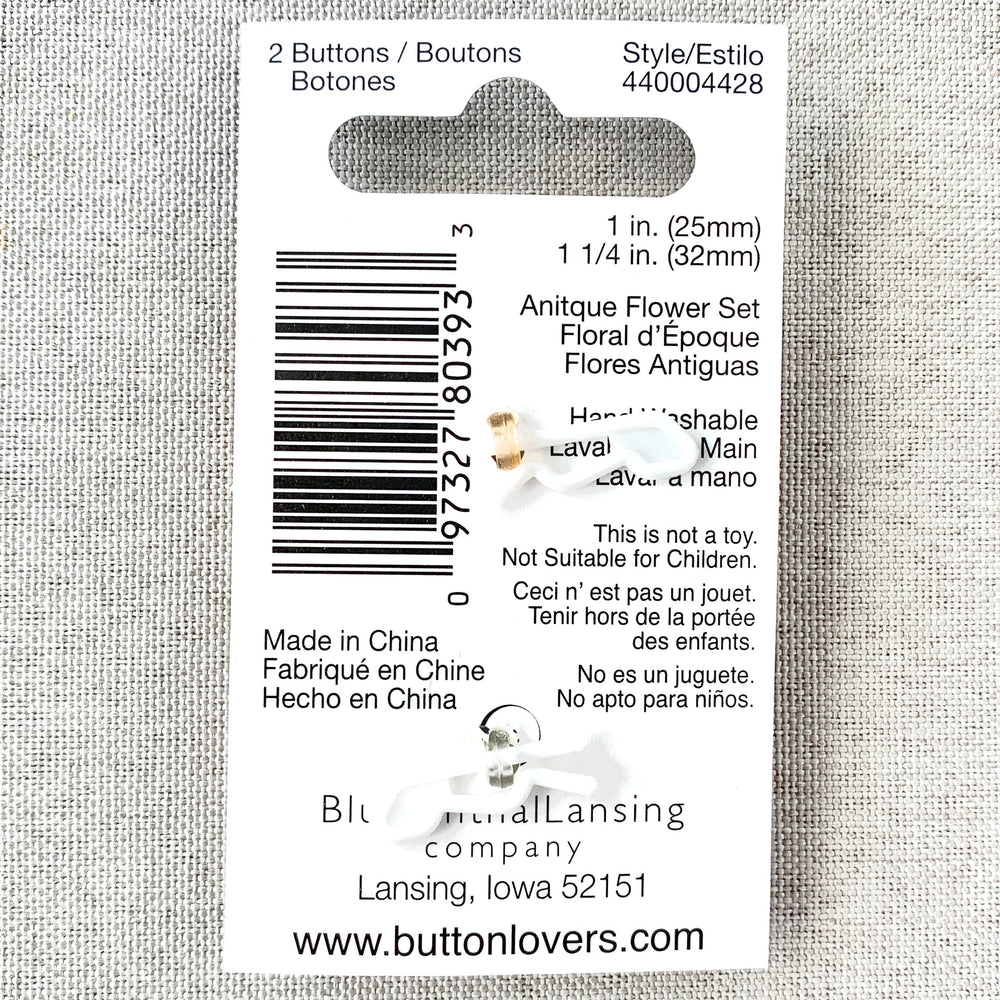 2 Buttons / Boutons
Botones
Style/Estilo
440004428
1 in. (25mm)
1 1/4 in. (32mm)
Anitque Flower Set
Floral d'Époque
Flores Antiguas
Hand Washable
Main
Lavar a mano
This is not a toy.
Not Suitable for Children.
Ceci n' est pas un jouet.
Tenir hors de la portée
des enfants.
No es un juguete.
No apto para niños.
0 97327 80393 3
Made in China
Fabriqué en Chine
Hecho en China
Lansing
company
Lansing, Iowa 52151
www.buttonlovers.com